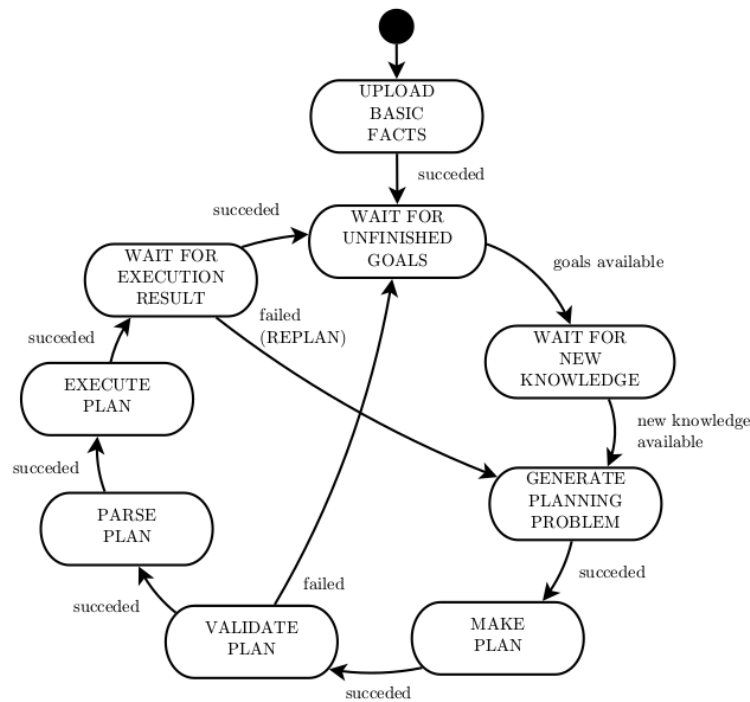 UPLOAD
BASIC
FACTS
succeded
WAIT FOR
UNFINISHED
GOALS
succeded
WAIT FOR
EXECUTION
RESULT
goals available
failed
(REPLAN)
WAIT FOR
NEW
KNOWLEDGE
succeded
EXECUTE
PLAN
new knowledge
available
succeded
GENERATE
PLANNING
PROBLEM
PARSE
PLAN
succeded
failed
succeded
VALIDATE
PLAN
MAKE
PLAN
succeded